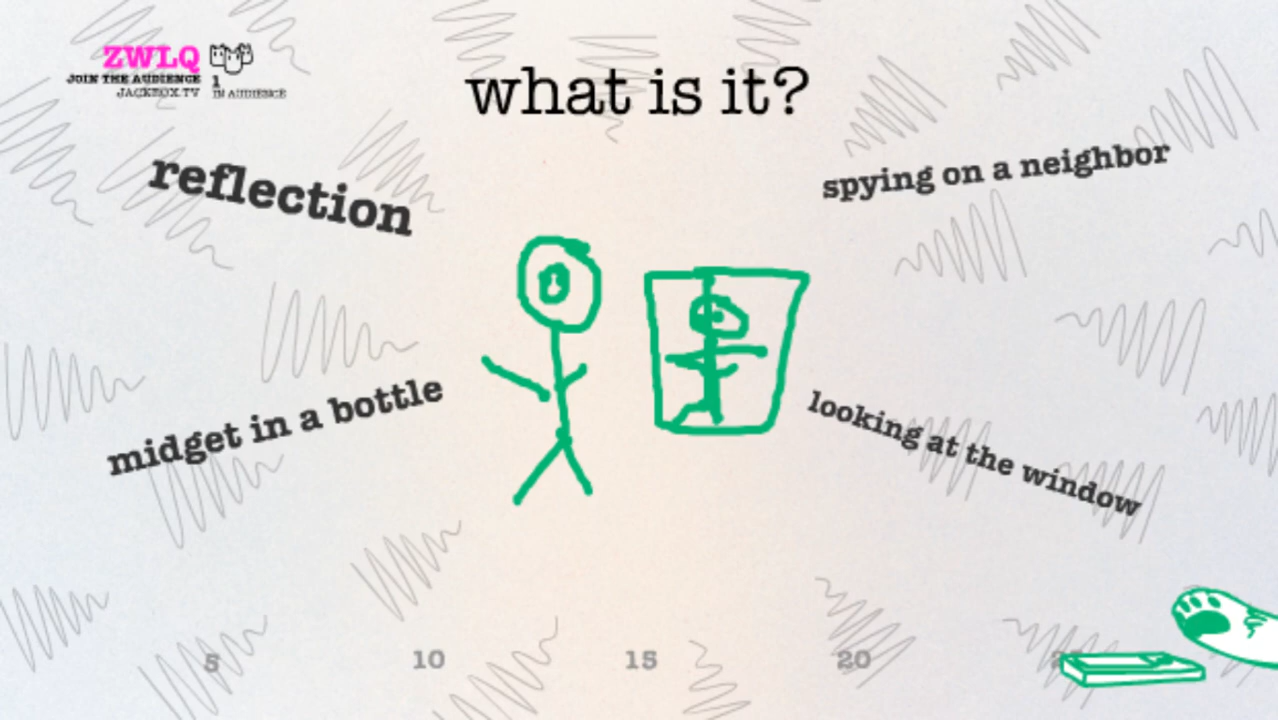 ZWLQ
JOIN THE AUDIENCE
JACKBOX.TV
1
IN AUDIENCE
what is it?
reflection
spying on a neighbor
midget in a bottle
looking at the window
5
10
15
20